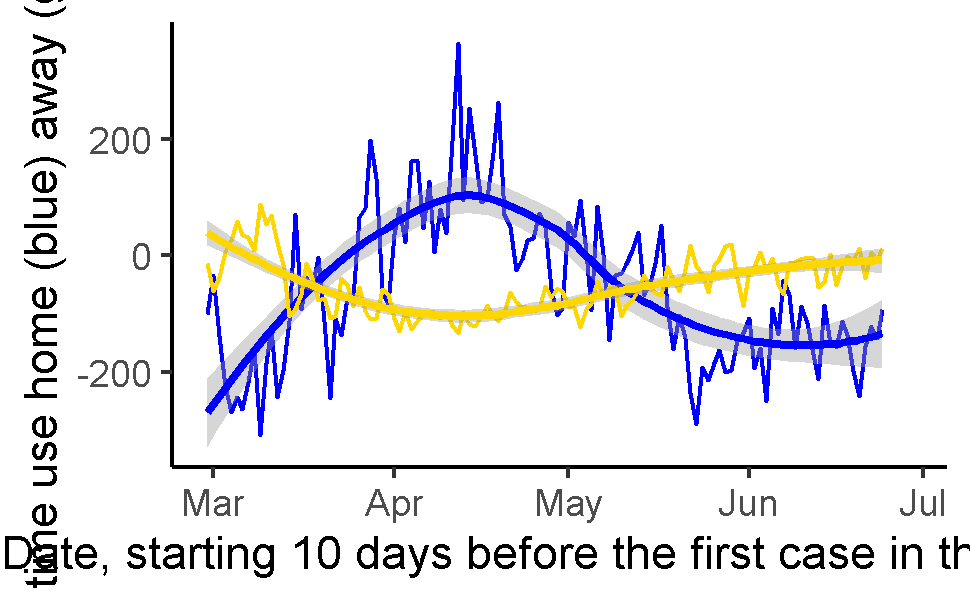 time use home (blue) away (
200
0
-200
Mar Apr May Jun Jul
Date, starting 10 days before the first case in th